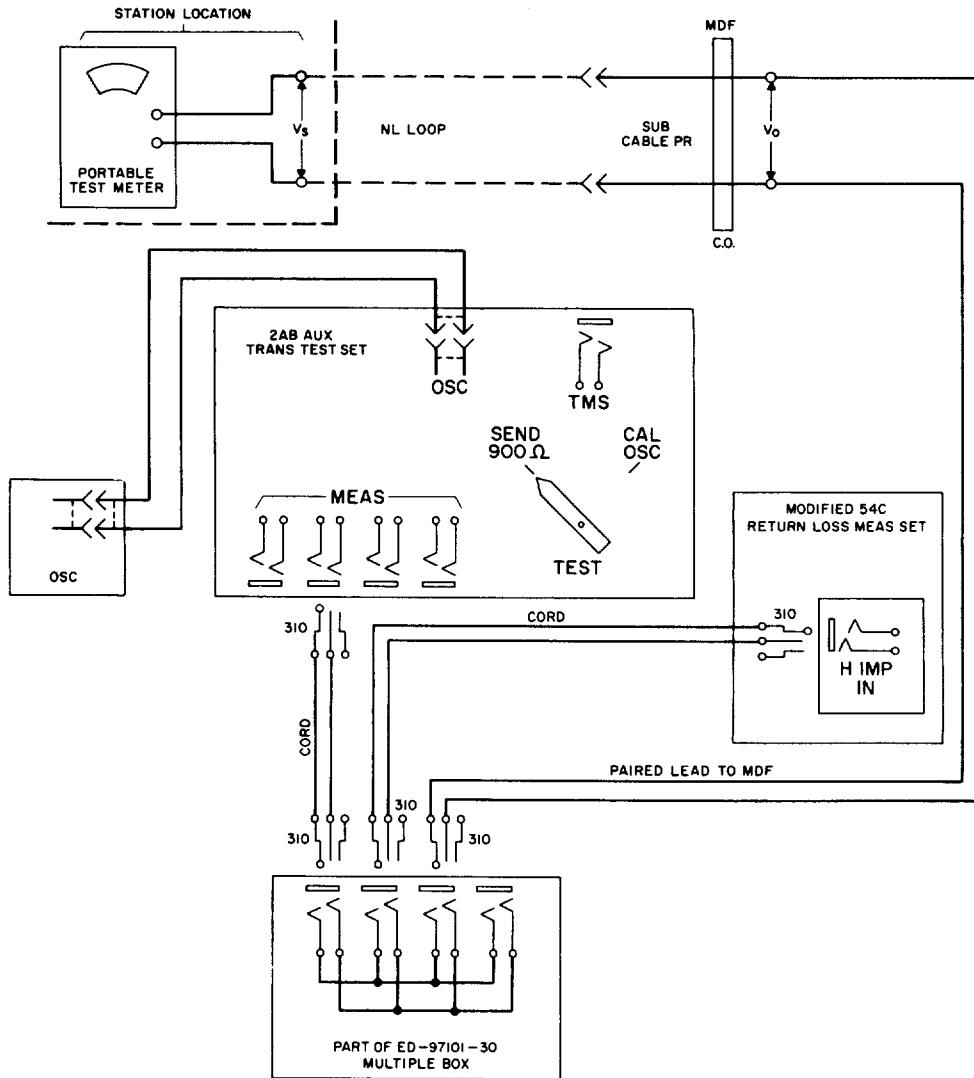 STATION LOCATION
MDF
Vs
NL LOOP
SUB
CABLE PR
Vo
PORTABLE
TEST METER
C.O.
2AB AUX
TRANS TEST SET
OSC
TMS
SEND
900 Ω
CAL
OSC
MEAS
TEST
OSC
MODIFIED 54C
RETURN LOSS MEAS SET
310
CORD
310
H IMP
IN
CORD
PAIRED LEAD TO MDF
310
310
310
PART OF ED-97101-30
MULTIPLE BOX